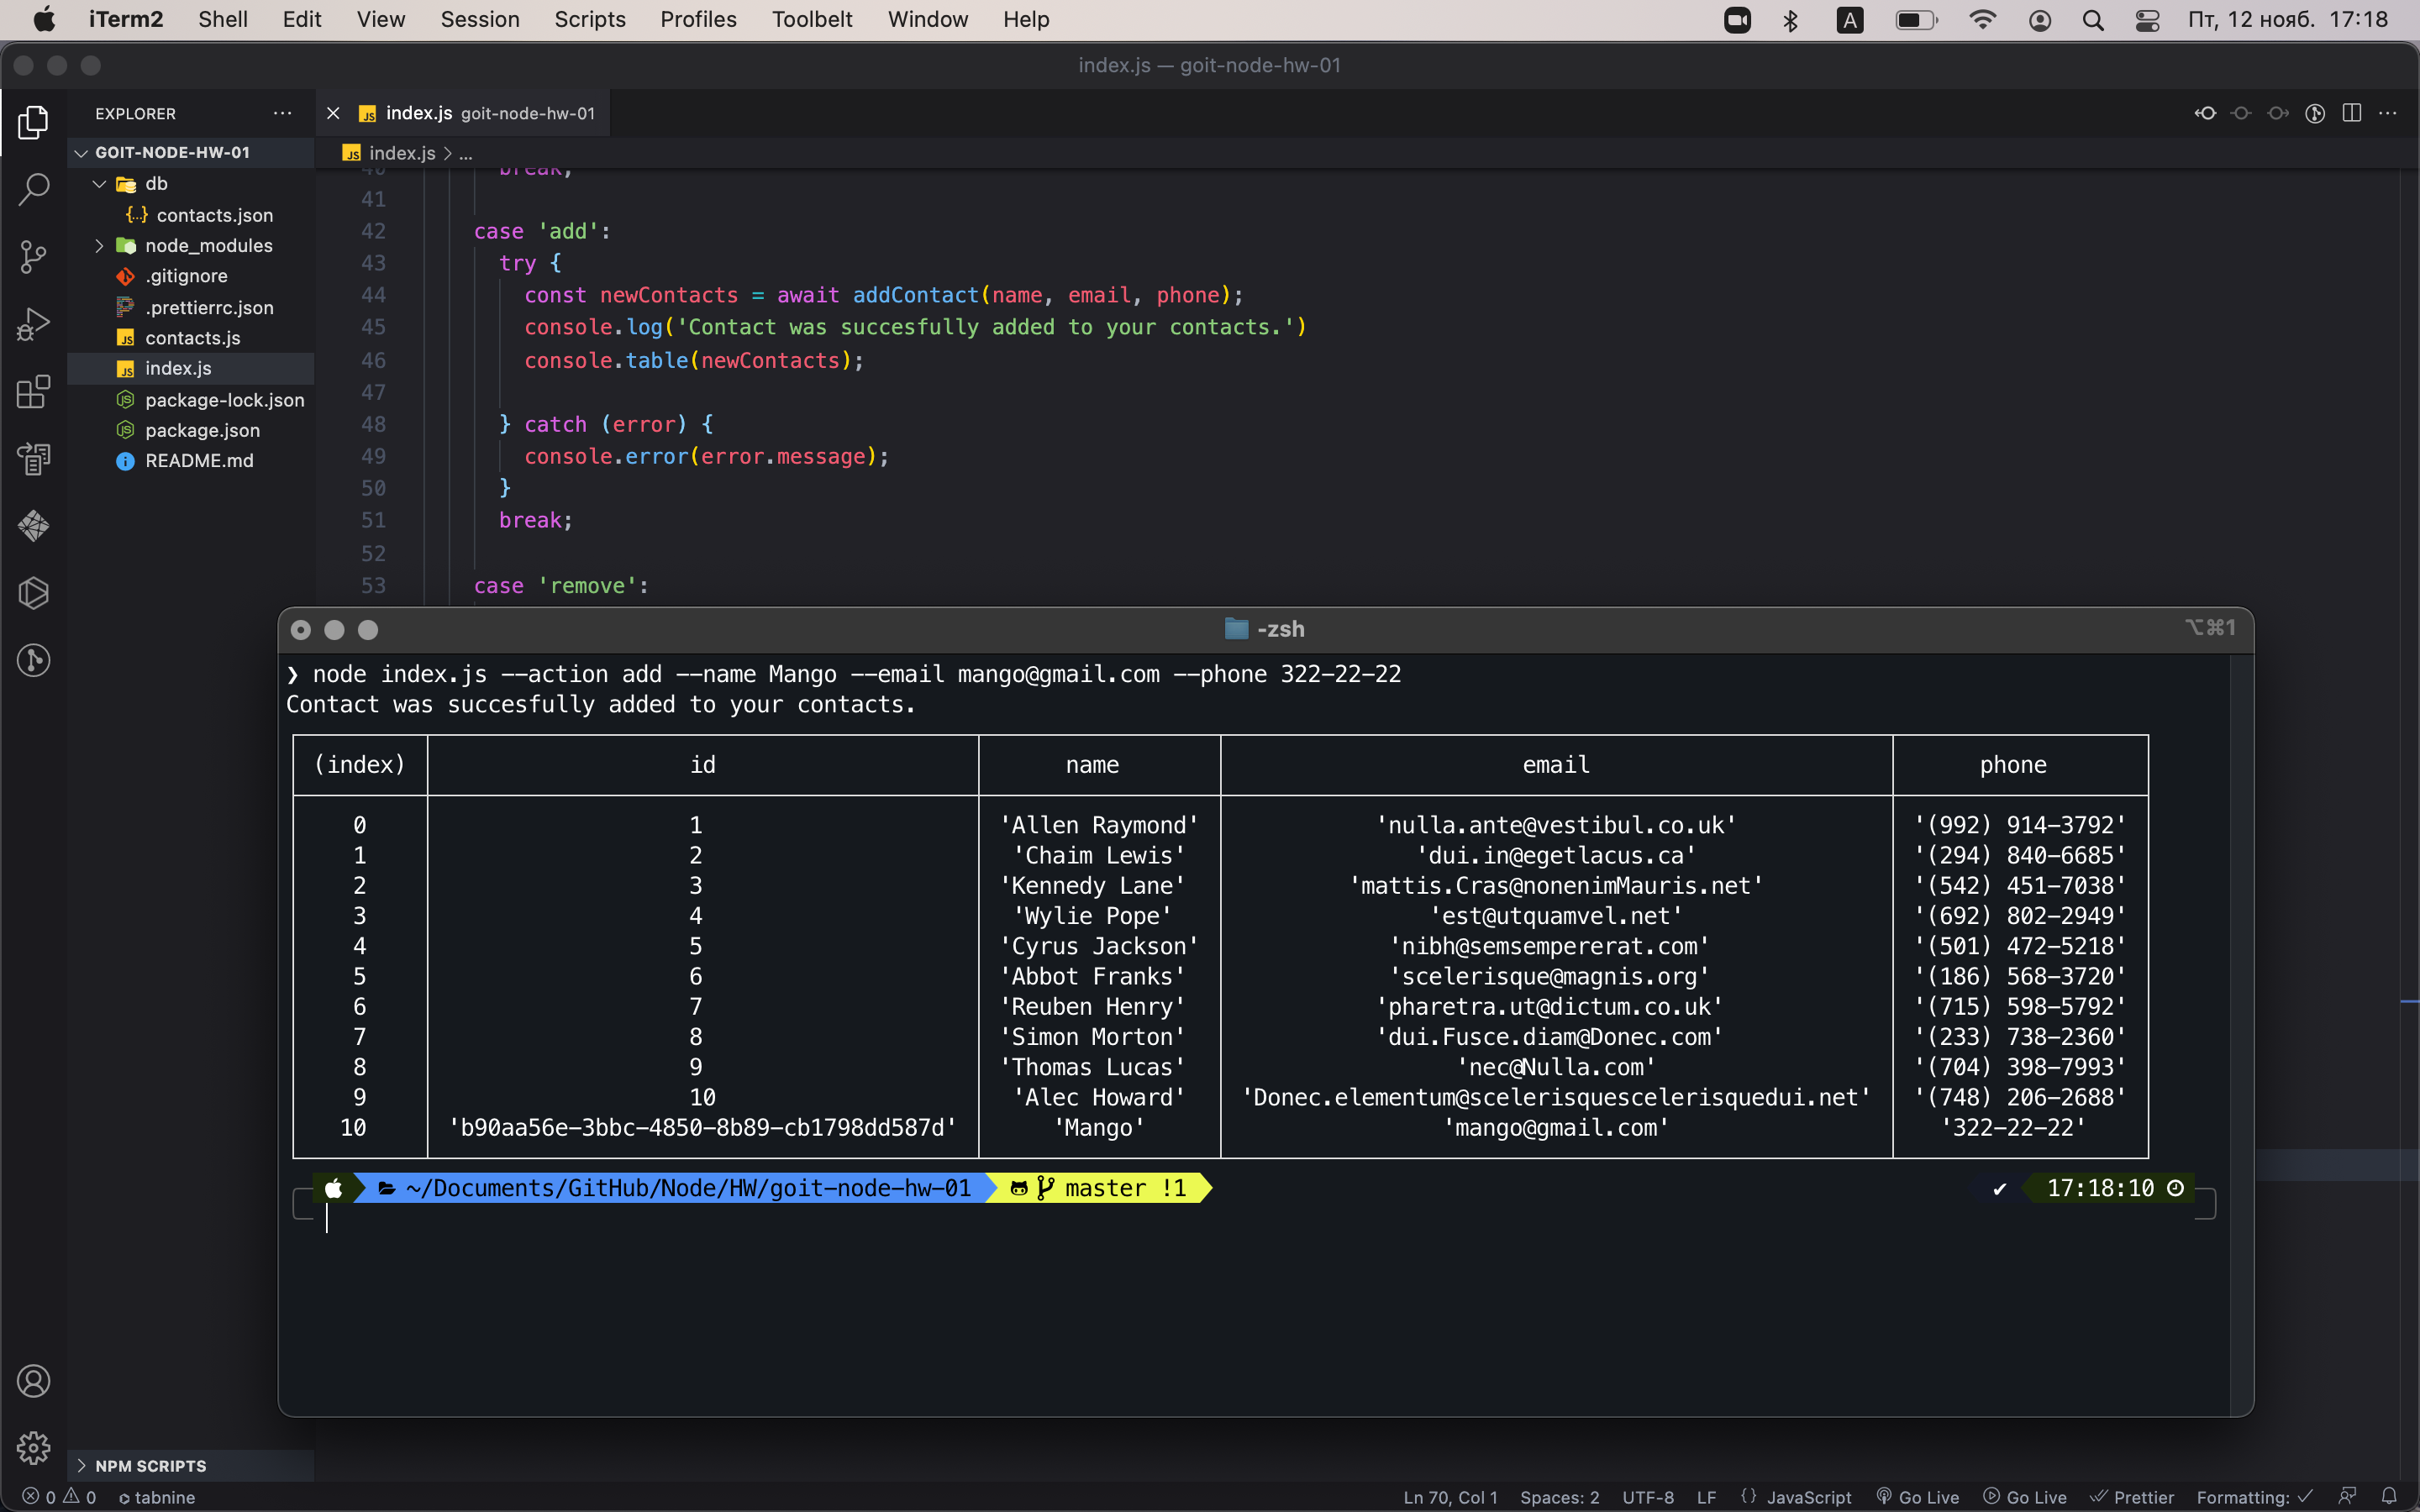 iTerm2 Shell Edit View Session Scripts Profiles Toolbelt Window Help A Пт, 12 нояб. 17:18
index.js — goit-node-hw-01
EXPLORER ···
index.js goit-node-hw-01
GOIT-NODE-HW-01
index.js > ...
db
contacts.json
node_modules
.gitignore
.prettierrc.json
contacts.js
index.js
package-lock.json
package.json
README.md
40 break;
41
42 case 'add':
43 try {
44 const newContacts = await addContact(name, email, phone);
45 console.log('Contact was succesfully added to your contacts.')
46 console.table(newContacts);
47
48 } catch (error) {
49 console.error(error.message);
50 }
51 break;
52
53 case 'remove':
-zsh ⌥⌘1
❯ node index.js --action add --name Mango --email mango@gmail.com --phone 322-22-22
Contact was succesfully added to your contacts.
(index) id name email phone
0 1 'Allen Raymond' 'nulla.ante@vestibul.co.uk' '(992) 914-3792'
1 2 'Chaim Lewis' 'dui.in@egetlacus.ca' '(294) 840-6685'
2 3 'Kennedy Lane' 'mattis.Cras@nonenimMauris.net' '(542) 451-7038'
3 4 'Wylie Pope' 'est@utquamvel.net' '(692) 802-2949'
4 5 'Cyrus Jackson' 'nibh@semsempererat.com' '(501) 472-5218'
5 6 'Abbot Franks' 'scelerisque@magnis.org' '(186) 568-3720'
6 7 'Reuben Henry' 'pharetra.ut@dictum.co.uk' '(715) 598-5792'
7 8 'Simon Morton' 'dui.Fusce.diam@Donec.com' '(233) 738-2360'
8 9 'Thomas Lucas' 'nec@Nulla.com' '(704) 398-7993'
9 10 'Alec Howard' 'Donec.elementum@scelerisquescelerisquedui.net' '(748) 206-2688'
10 'b90aa56e-3bbc-4850-8b89-cb1798dd587d' 'Mango' 'mango@gmail.com' '322-22-22'
~/Documents/GitHub/Node/HW/goit-node-hw-01 master !1 ✔ 17:18:10
NPM SCRIPTS
0 0 tabnine Ln 70, Col 1 Spaces: 2 UTF-8 LF {} JavaScript Go Live Go Live Prettier Formatting: ✓